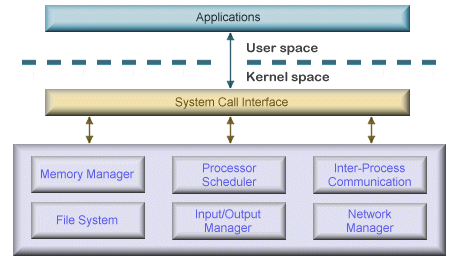 Applications
User space
Kernel space
System Call Interface
Memory Manager
Processor
Scheduler
Inter-Process
Communication
File System
Input/Output
Manager
Network
Manager